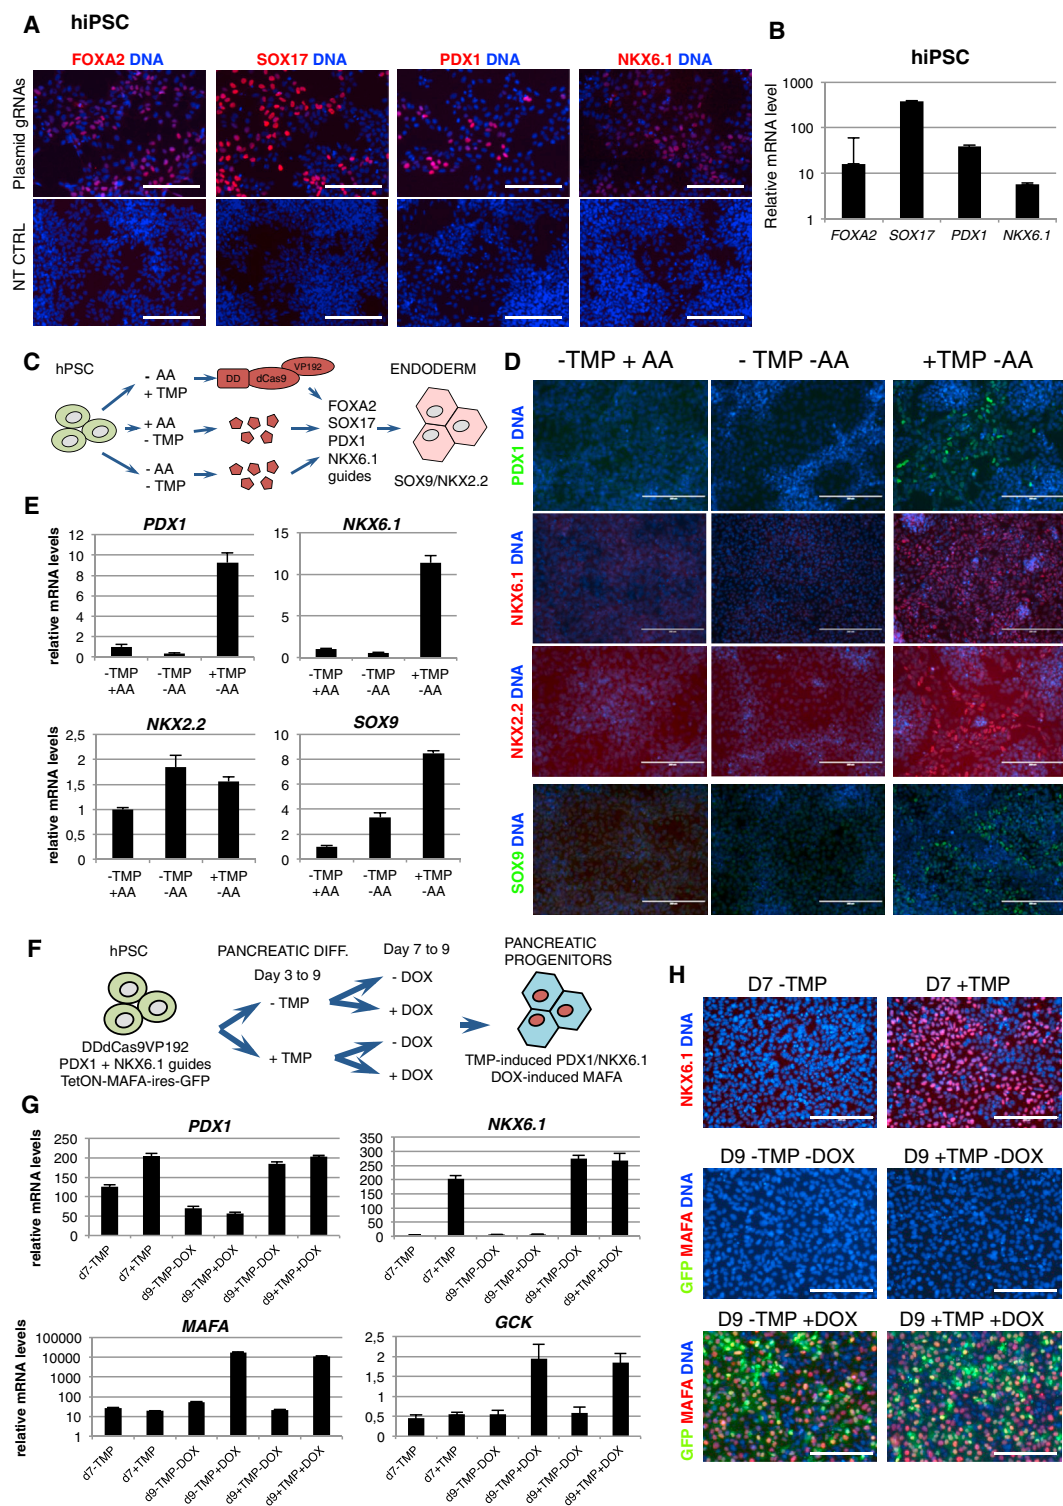 A hiPSC
FOXA2 DNA
SOX17 DNA
PDX1 DNA
NKX6.1 DNA
Plasmid gRNAs
NT CTRL
B
hiPSC
Relative mRNA level
1000
100
10
1
FOXA2 SOX17 PDX1 NKX6.1
C
hPSC
- AA
+ TMP
+ AA
- TMP
- AA
- TMP
DD dCas9 VP192
FOXA2
SOX17
PDX1
NKX6.1
guides
ENDODERM
SOX9/NKX2.2
D
-TMP + AA
- TMP -AA
+TMP -AA
PDX1 DNA
NKX6.1 DNA
NKX2.2 DNA
SOX9 DNA
E
PDX1
relative mRNA levels
12
10
8
6
4
2
0
-TMP +AA
-TMP -AA
+TMP -AA
NKX6.1
15
10
5
0
-TMP +AA
-TMP -AA
+TMP -AA
NKX2.2
relative mRNA levels
2,5
2
1,5
1
0,5
0
-TMP +AA
-TMP -AA
+TMP -AA
SOX9
10
8
6
4
2
0
-TMP +AA
-TMP -AA
+TMP -AA
F
hPSC
DDdCas9VP192
PDX1 + NKX6.1 guides
TetON-MAFA-ires-GFP
PANCREATIC DIFF.
Day 3 to 9
- TMP
+ TMP
Day 7 to 9
- DOX
+ DOX
- DOX
+ DOX
PANCREATIC
PROGENITORS
TMP-induced PDX1/NKX6.1
DOX-induced MAFA
G
PDX1
relative mRNA levels
250
200
150
100
50
0
d7-TMP
d7+TMP
d9-TMP-DOX
d9-TMP+DOX
d9+TMP-DOX
d9+TMP+DOX
NKX6.1
350
300
250
200
150
100
50
0
d7-TMP
d7+TMP
d9-TMP-DOX
d9-TMP+DOX
d9+TMP-DOX
d9+TMP+DOX
MAFA
relative mRNA levels
100000
10000
1000
100
10
1
d7-TMP
d7+TMP
d9-TMP-DOX
d9-TMP+DOX
d9+TMP-DOX
d9+TMP+DOX
GCK
2,5
2
1,5
1
0,5
0
d7-TMP
d7+TMP
d9-TMP-DOX
d9-TMP+DOX
d9+TMP-DOX
d9+TMP+DOX
H
D7 -TMP
D7 +TMP
NKX6.1 DNA
D9 -TMP -DOX
D9 +TMP -DOX
GFP MAFA DNA
D9 -TMP +DOX
D9 +TMP +DOX
GFP MAFA DNA